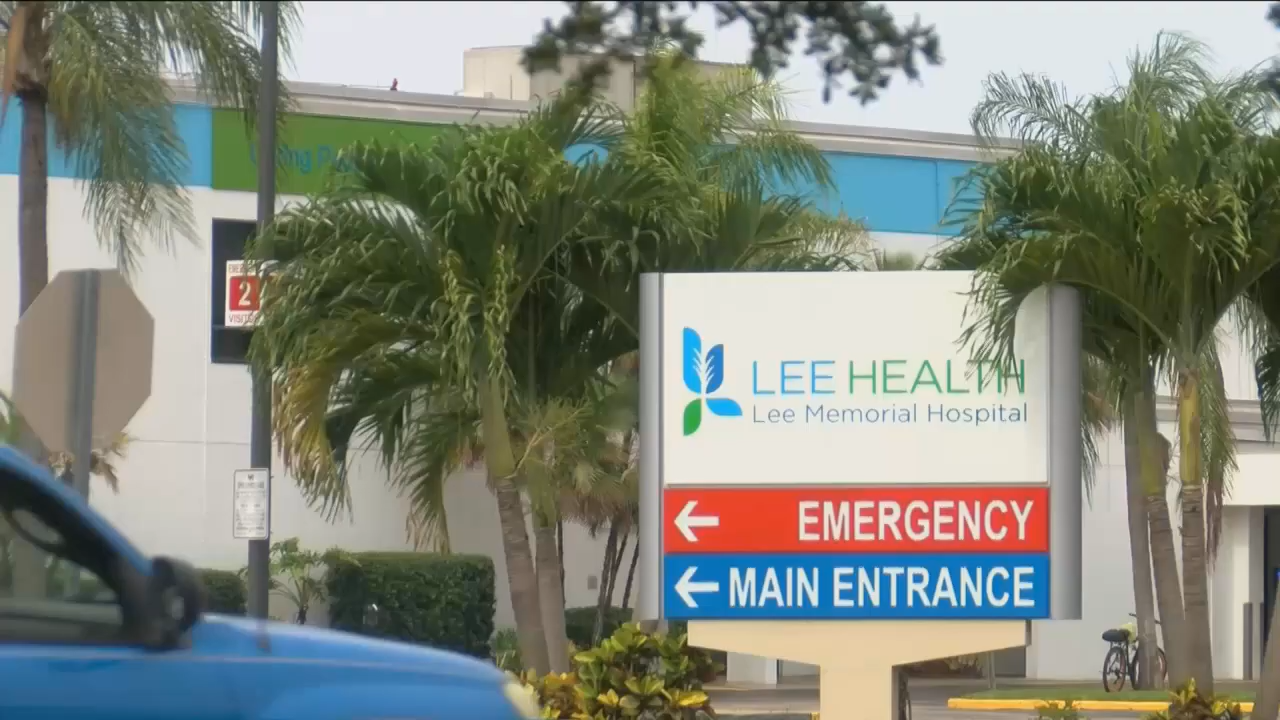 2
LEE HEALTH
Lee Memorial Hospital
EMERGENCY
MAIN ENTRANCE